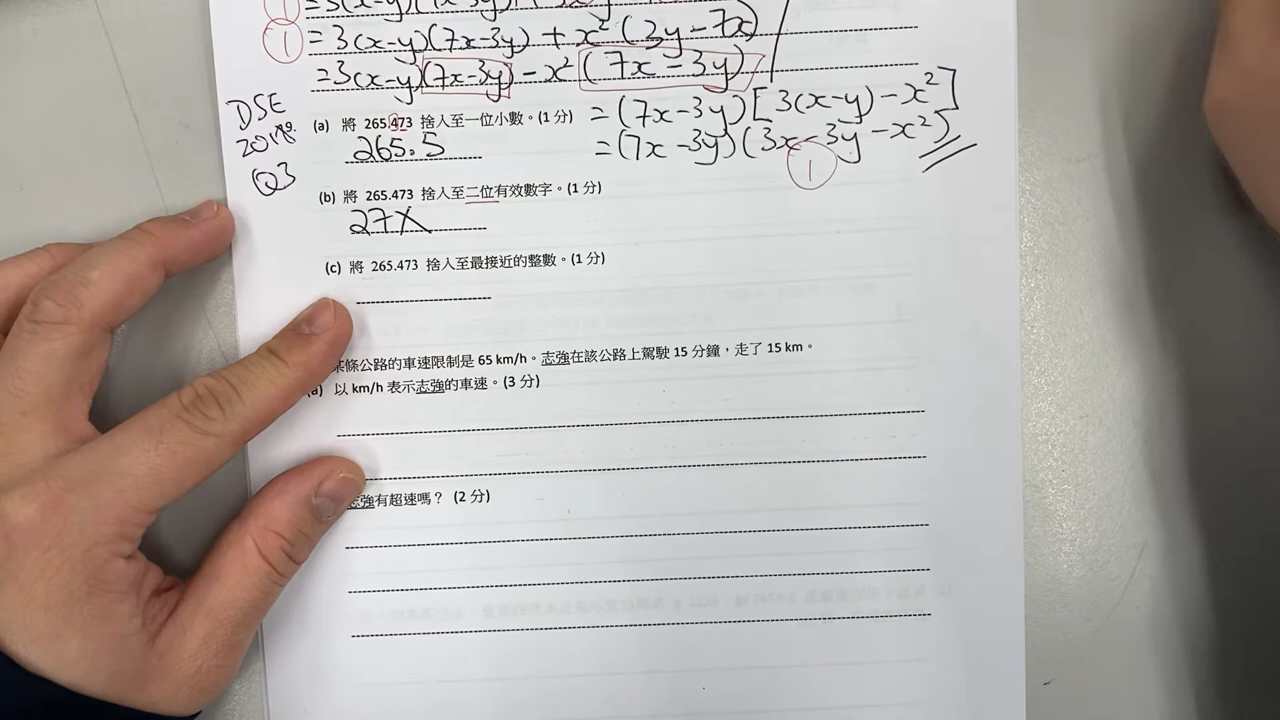 = 3(x-y)(7x-3y) + x² (3y-7x)
① = 3(x-y)(7x-3y) + x² (3y-7x)
= 3(x-y)(7x-3y) - x² (7x-3y)
= (7x-3y)[3(x-y)-x²]
= (7x-3y)(3x-3y-x²)
①
DSE
Q3
(a) 將 265.473 捨入至一位小數。(1 分)
265.5
(b) 將 265.473 捨入至二位有效數字。(1 分)
27X
(c) 將 265.473 捨入至最接近的整數。(1 分)
某條公路的車速限制是 65 km/h。志強在該公路上駕駛 15 分鐘，走了 15 km。
(a) 以 km/h 表示志強的車速。(3 分)
志強有超速嗎？ (2 分)